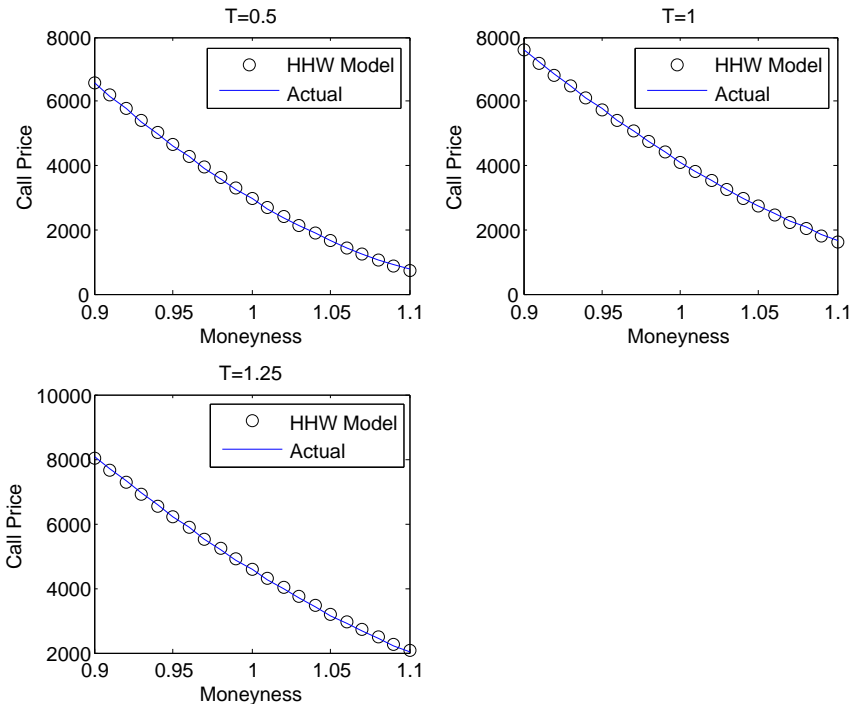 T=0.5
8000
6000
4000
2000
0
Call Price
HHW Model
Actual
0.9
0.95
1
1.05
1.1
Moneyness
T=1
8000
6000
4000
2000
0
Call Price
HHW Model
Actual
0.9
0.95
1
1.05
1.1
Moneyness
T=1.25
10000
8000
6000
4000
2000
Call Price
HHW Model
Actual
0.9
0.95
1
1.05
1.1
Moneyness